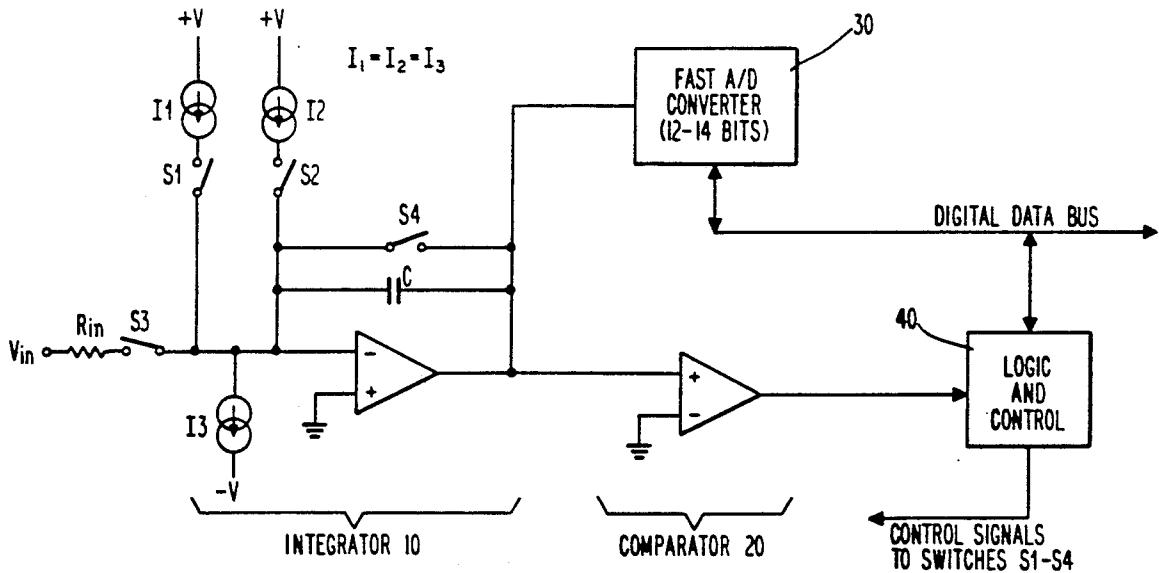 +V
+V
I₁=I₂=I₃
30
FAST A/D
CONVERTER
(12-14 BITS)
I1
I2
S1
S2
S4
DIGITAL DATA BUS
C
Rin
S3
Vin
40
LOGIC
AND
CONTROL
-
+
+
-
I3
-V
INTEGRATOR 10
COMPARATOR 20
CONTROL SIGNALS
TO SWITCHES S1-S4